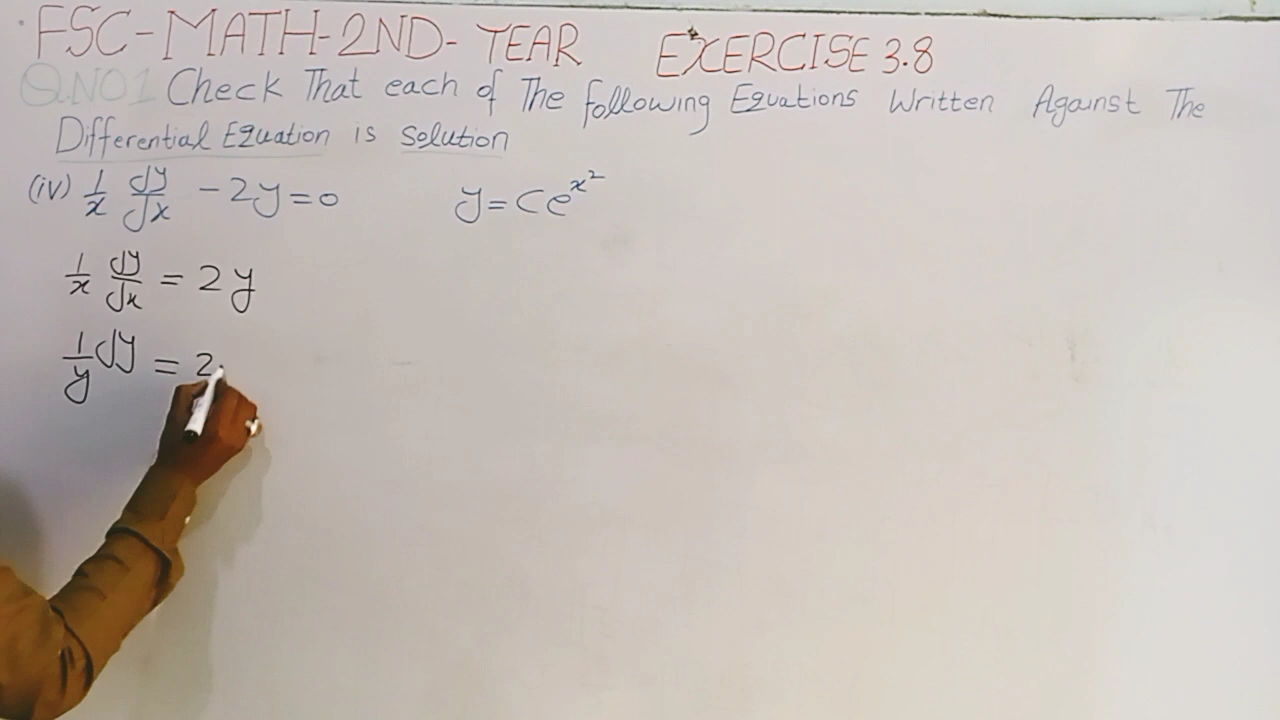 FSC-MATH-2ND-YEAR EXERCISE 3.8
Q.NO1 Check That each of The following Equations Written Against The
Differential Equation is Solution
(iv) 1/x dy/dx - 2y = 0 y = Ce^x^2
1/x dy/dx = 2y
1/y dy = 2